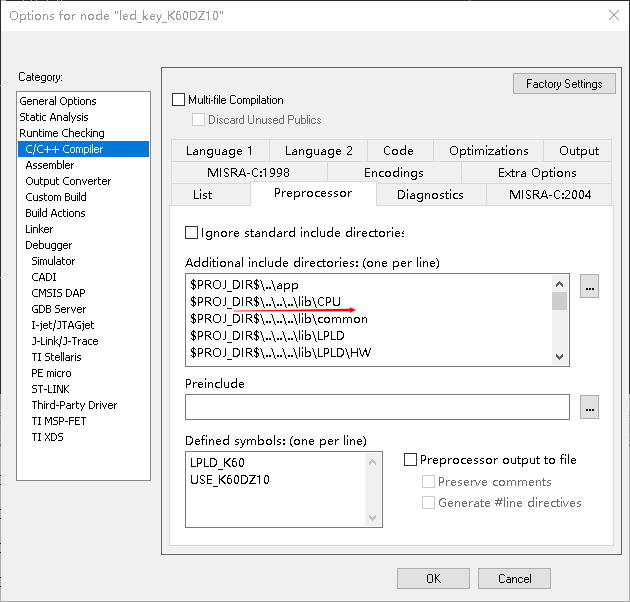 Options for node "led_key_K60DZ10"
Category:
General Options
Static Analysis
Runtime Checking
C/C++ Compiler
Assembler
Output Converter
Custom Build
Build Actions
Linker
Debugger
Simulator
CADI
CMSIS DAP
GDB Server
I-jet/JTAGjet
J-Link/J-Trace
TI Stellaris
PE micro
ST-LINK
Third-Party Driver
TI MSP-FET
TI XDS
Factory Settings
Multi-file Compilation
Discard Unused Publics
Language 1 Language 2 Code Optimizations Output
MISRA-C:1998 Encodings Extra Options
List Preprocessor Diagnostics MISRA-C:2004
Ignore standard include directories
Additional include directories: (one per line)
$PROJ_DIR$\..\app
$PROJ_DIR$\..\..\..\lib\CPU
$PROJ_DIR$\..\..\..\lib\common
$PROJ_DIR$\..\..\..\lib\LPLD
$PROJ_DIR$\..\..\..\lib\LPLD\HW
...
Preinclude
...
Defined symbols: (one per line)
LPLD_K60
USE_K60DZ10
Preprocessor output to file
Preserve comments
Generate #line directives
OK Cancel